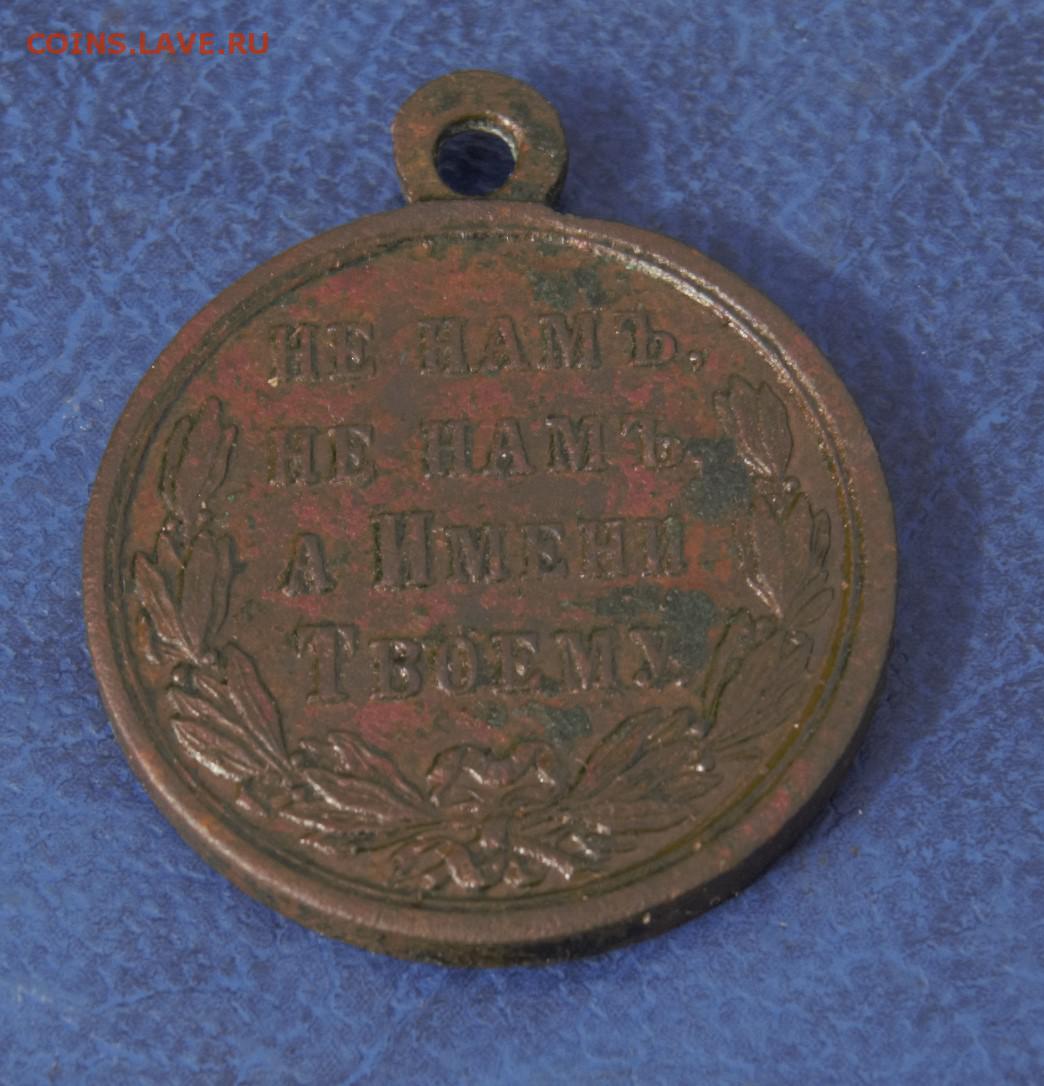 COINS.LAVE.RU
НЕ НАМЪ,
НЕ НАМЪ,
А ИМЕНИ
ТВОЕМУ.